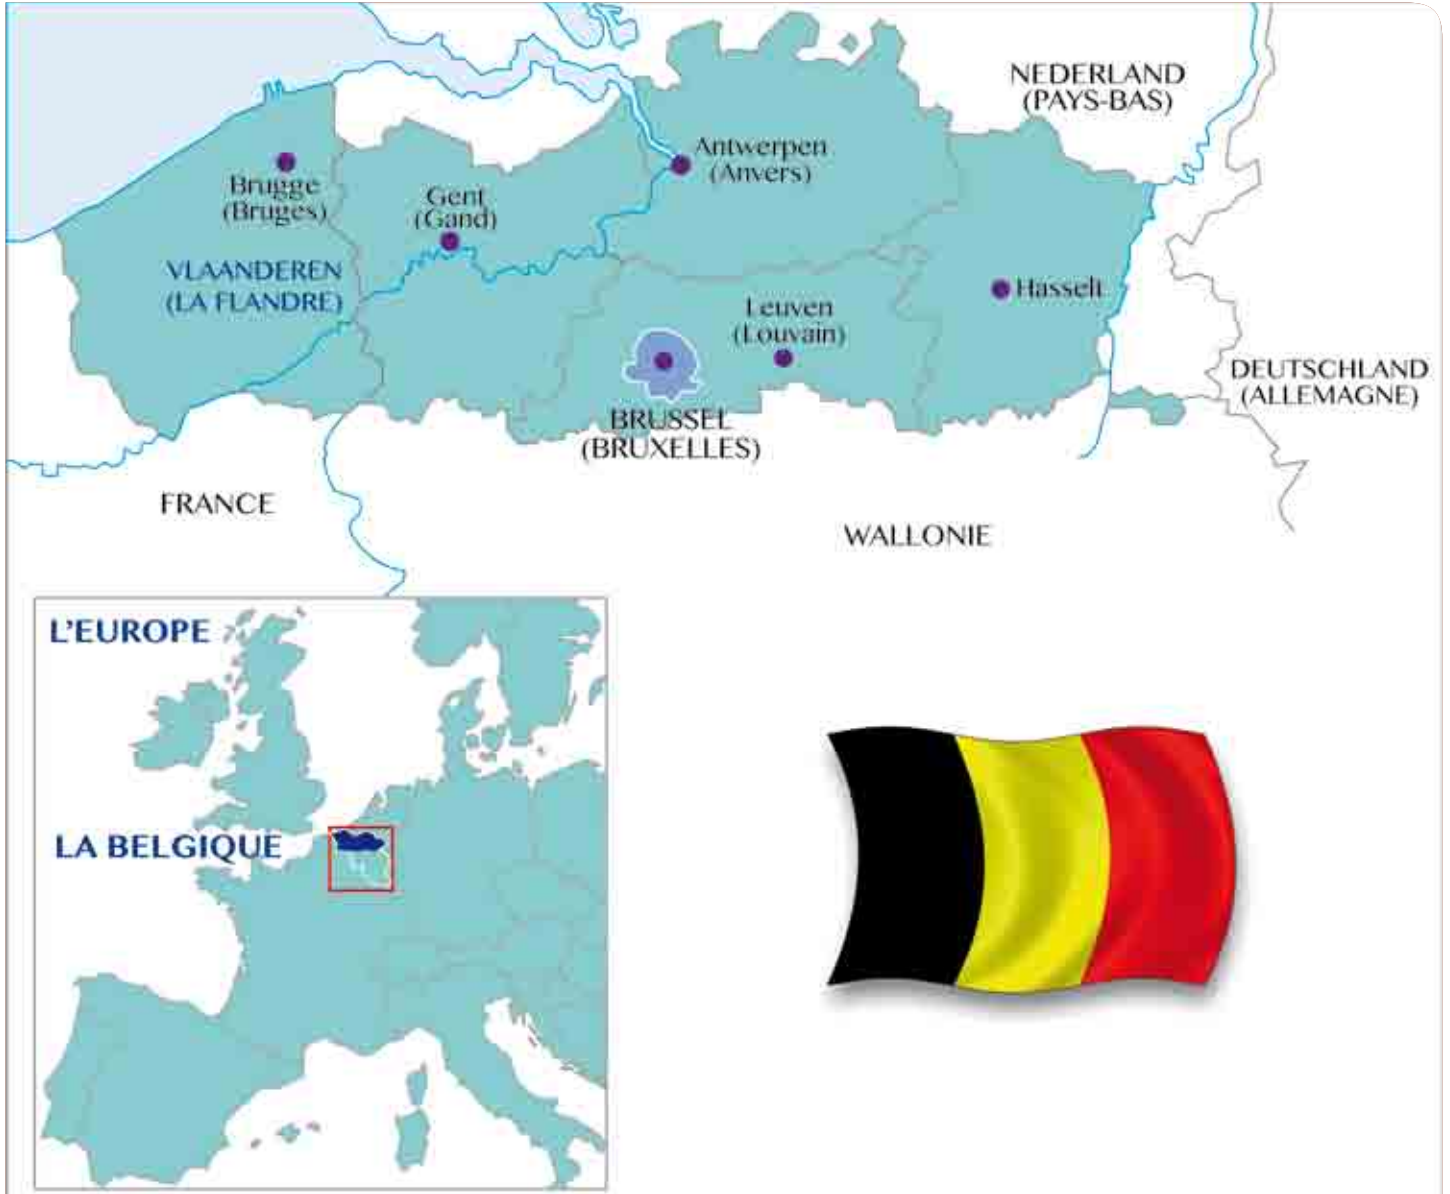 NEDERLAND
(PAYS-BAS)
Antwerpen
(Anvers)
Brugge
(Bruges)
Gent
(Gand)
VLAANDEREN
(LA FLANDRE)
Hasselt
Leuven
(Louvain)
DEUTSCHLAND
(ALLEMAGNE)
BRUSSEL
(BRUXELLES)
FRANCE
WALLONIE
L'EUROPE
LA BELGIQUE